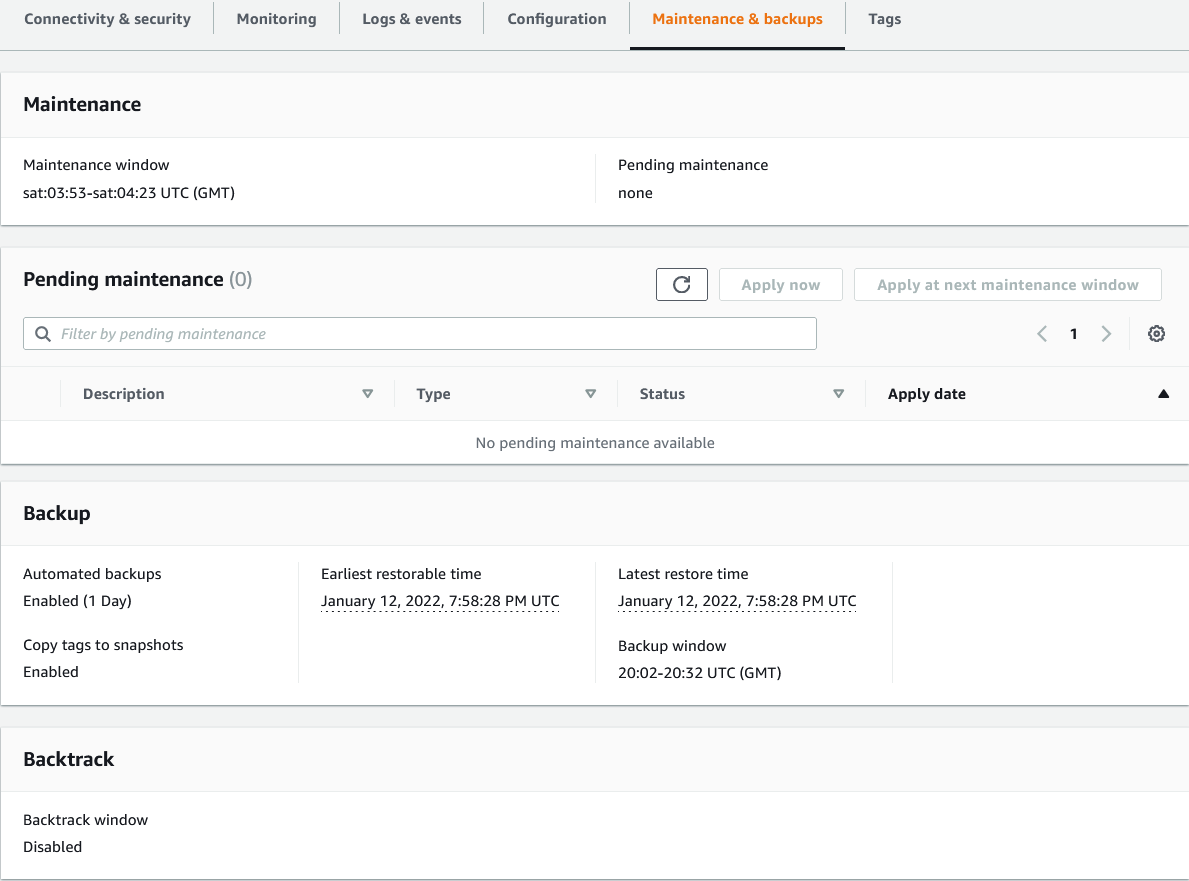 Connectivity & security Monitoring Logs & events Configuration Maintenance & backups Tags
Maintenance
Maintenance window Pending maintenance
sat:03:53-sat:04:23 UTC (GMT) none
Pending maintenance (0) Apply now Apply at next maintenance window
Filter by pending maintenance 1
Description Type Status Apply date
No pending maintenance available
Backup
Automated backups Earliest restorable time Latest restore time
Enabled (1 Day) January 12, 2022, 7:58:28 PM UTC January 12, 2022, 7:58:28 PM UTC
Copy tags to snapshots Backup window
Enabled 20:02-20:32 UTC (GMT)
Backtrack
Backtrack window
Disabled